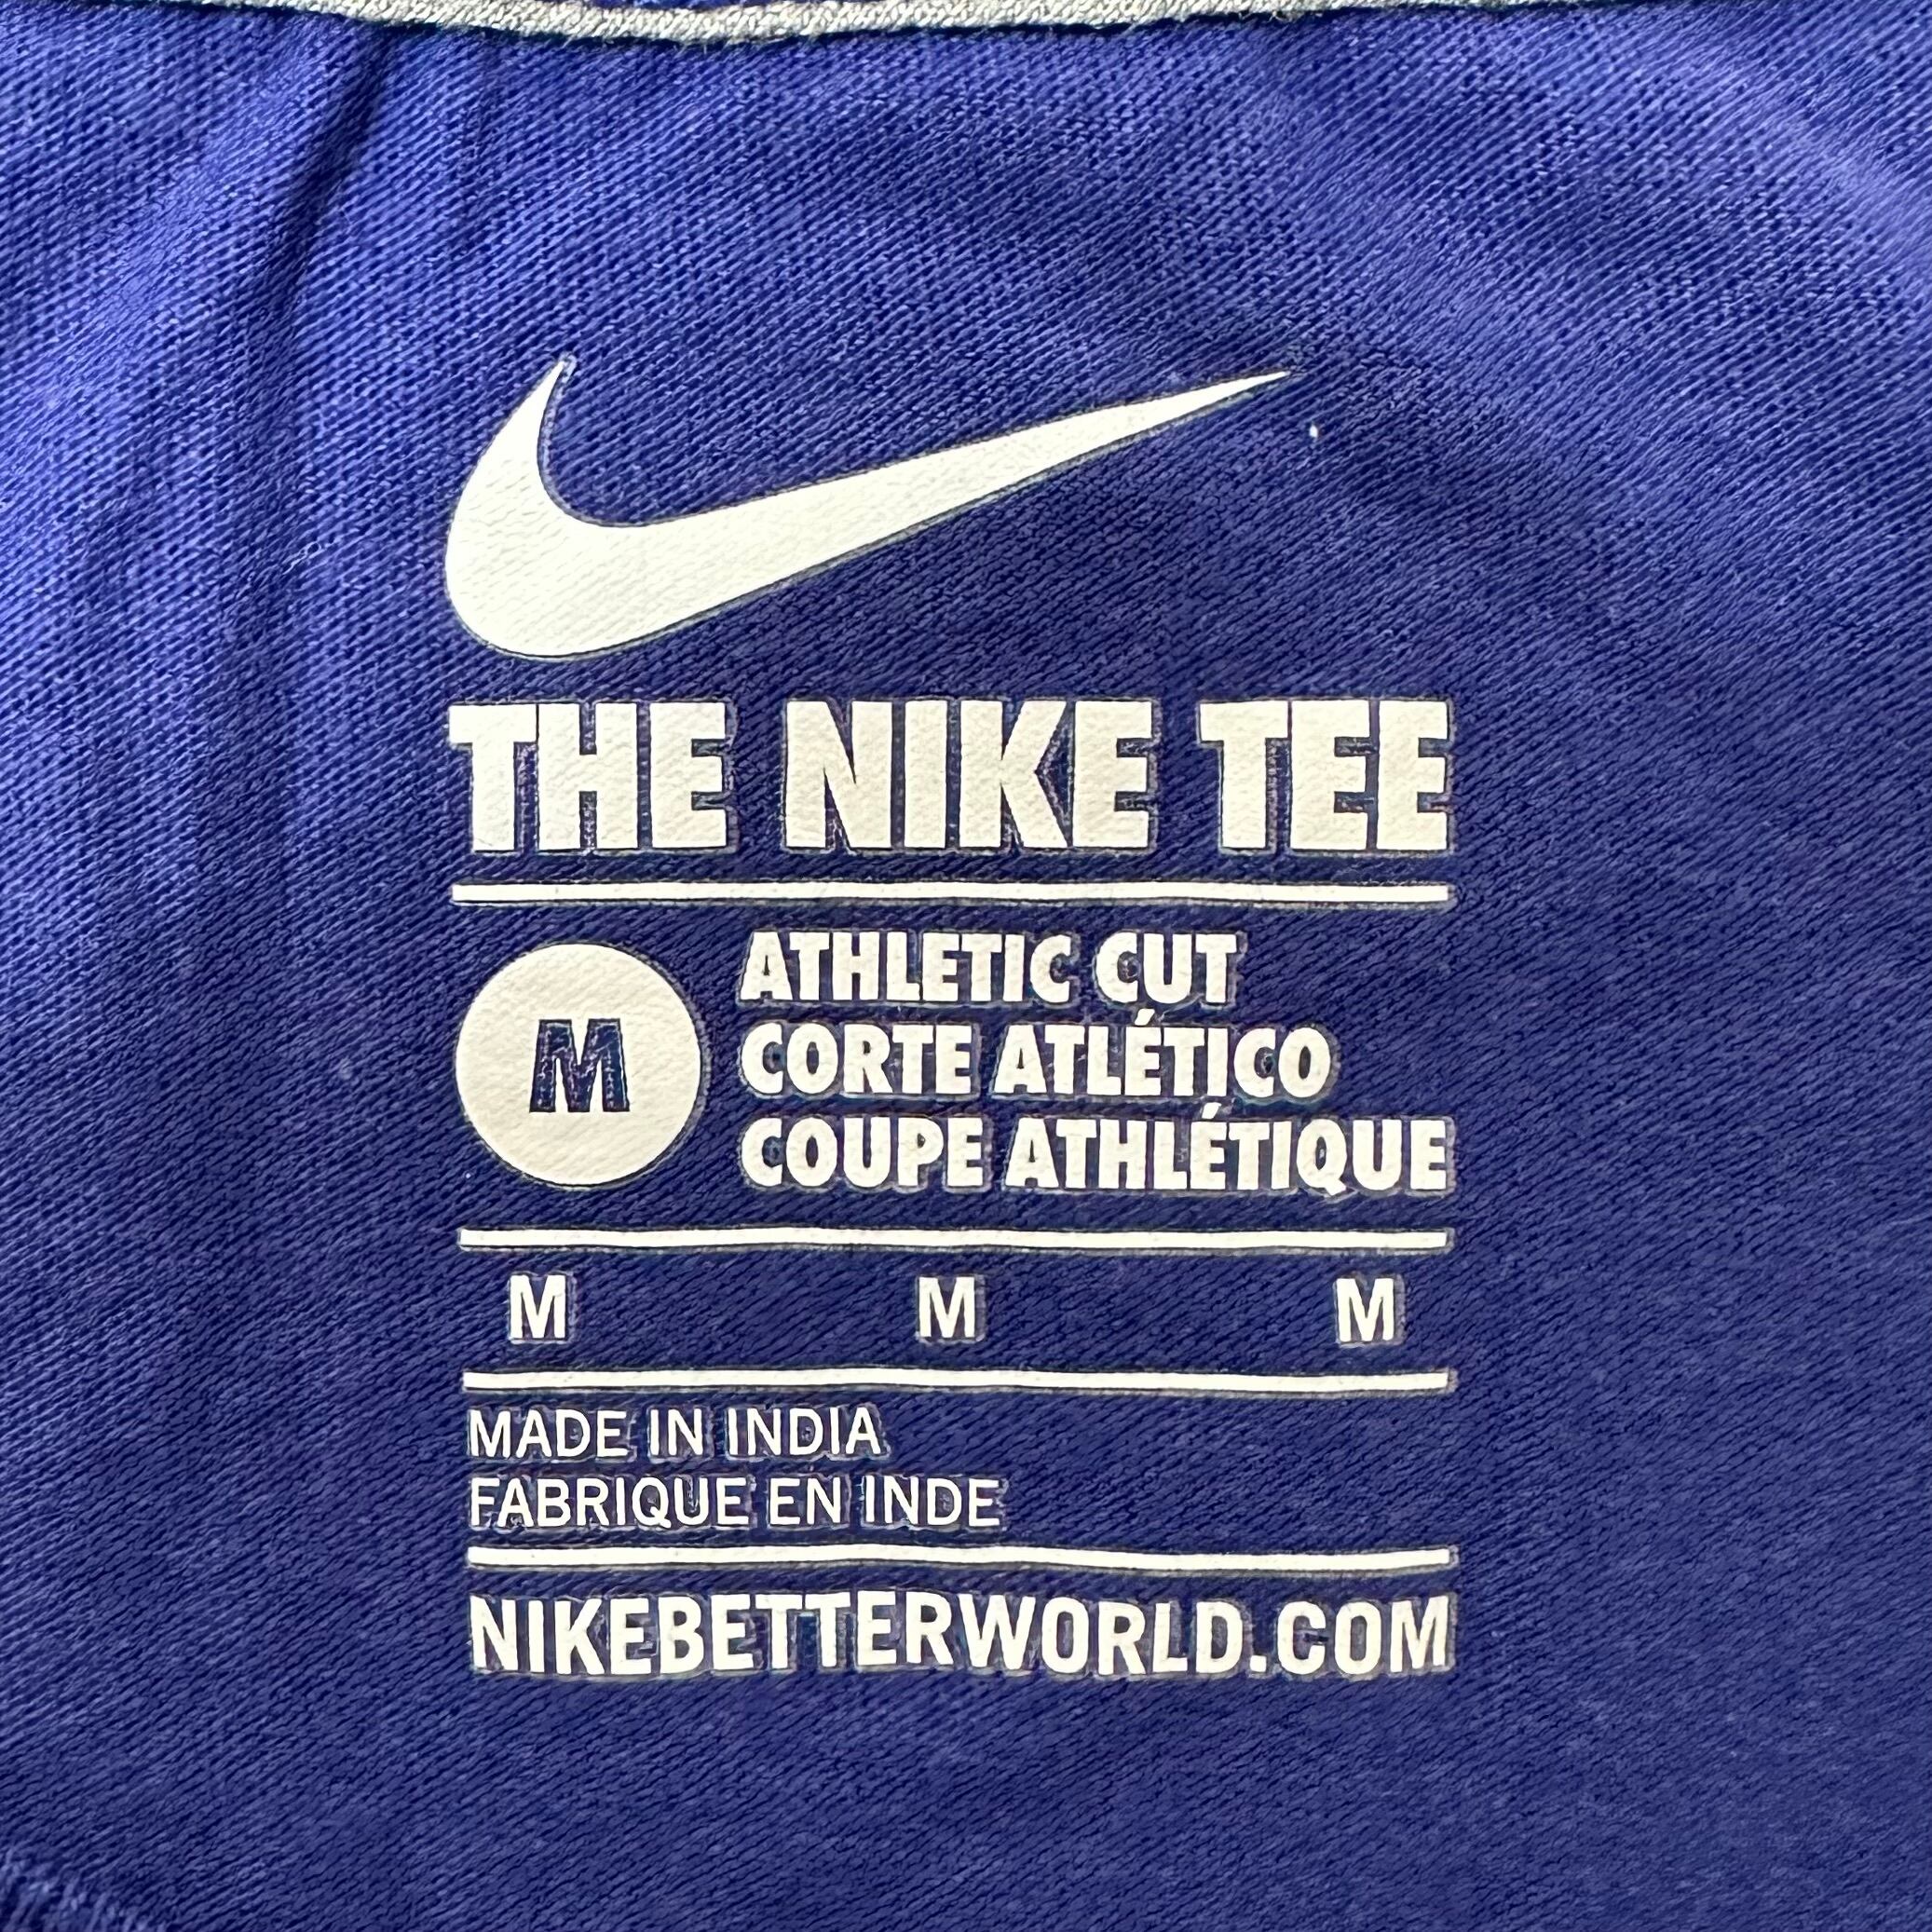 THE NIKE TEE
M
ATHLETIC CUT
CORTE ATLÉTICO
COUPE ATHLÉTIQUE
M M M
MADE IN INDIA
FABRIQUE EN INDE
NIKEBETTERWORLD.COM